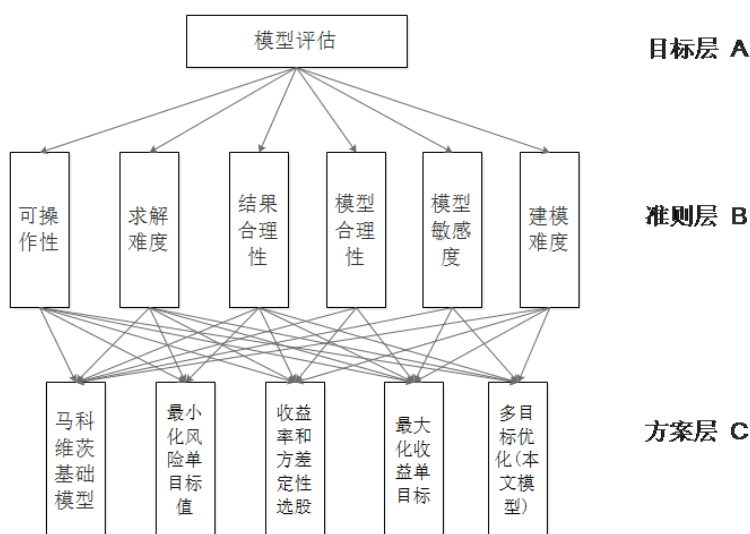 模型评估
目标层 A
可操
作性
求解
难度
结果
合理
性
模型
合理
性
模型
敏感
度
建模
难度
准则层 B
马科
维茨
基础
模型
最小
化风
险单
目标
值
收益
率和
方差
定性
选股
最大
化收
益单
目标
多目
标优
化(本
文模
型)
方案层 C